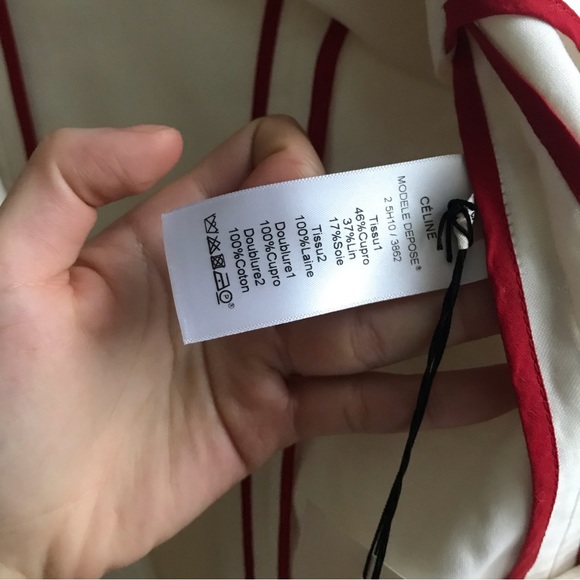 CÉLINE
MODELE DEPOSE®
2 5H10 / 3862
Tissu1
46%Cupro
37%Lin
17%Soie
Tissu2
100%Laine
Doublure1
100%Cupro
Doublure2
100%Coton